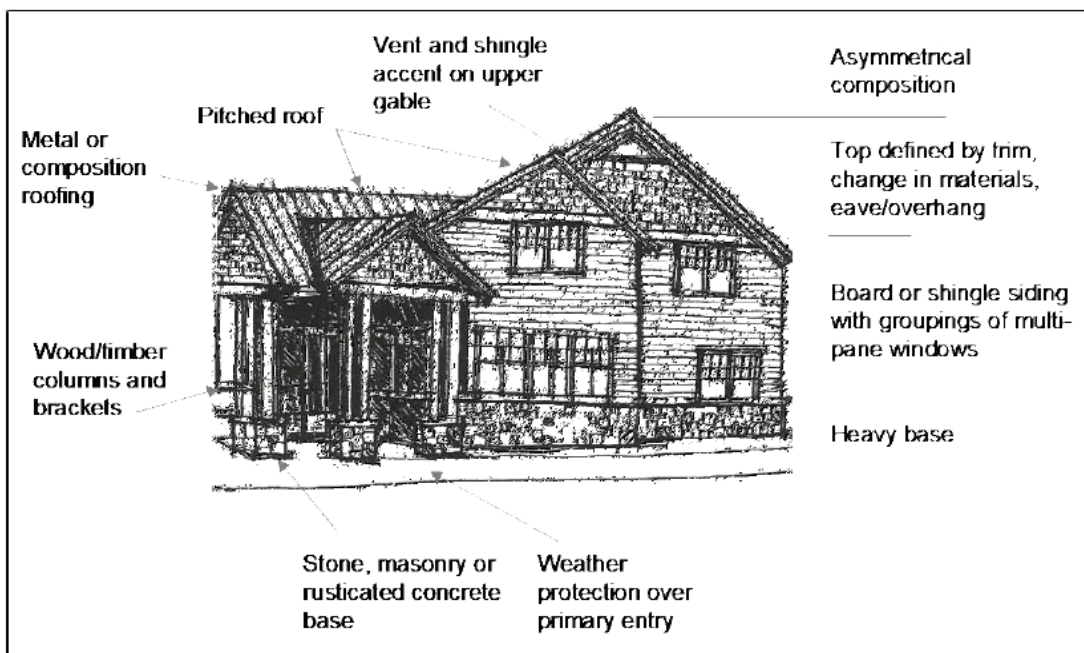 Vent and shingle
accent on upper
gable
Asymmetrical
composition
Pitched roof
Metal or
composition
roofing
Top defined by trim,
change in materials,
eave/overhang
Board or shingle siding
with groupings of multi-
pane windows
Wood/timber
columns and
brackets
Heavy base
Stone, masonry or
rusticated concrete
base
Weather
protection over
primary entry